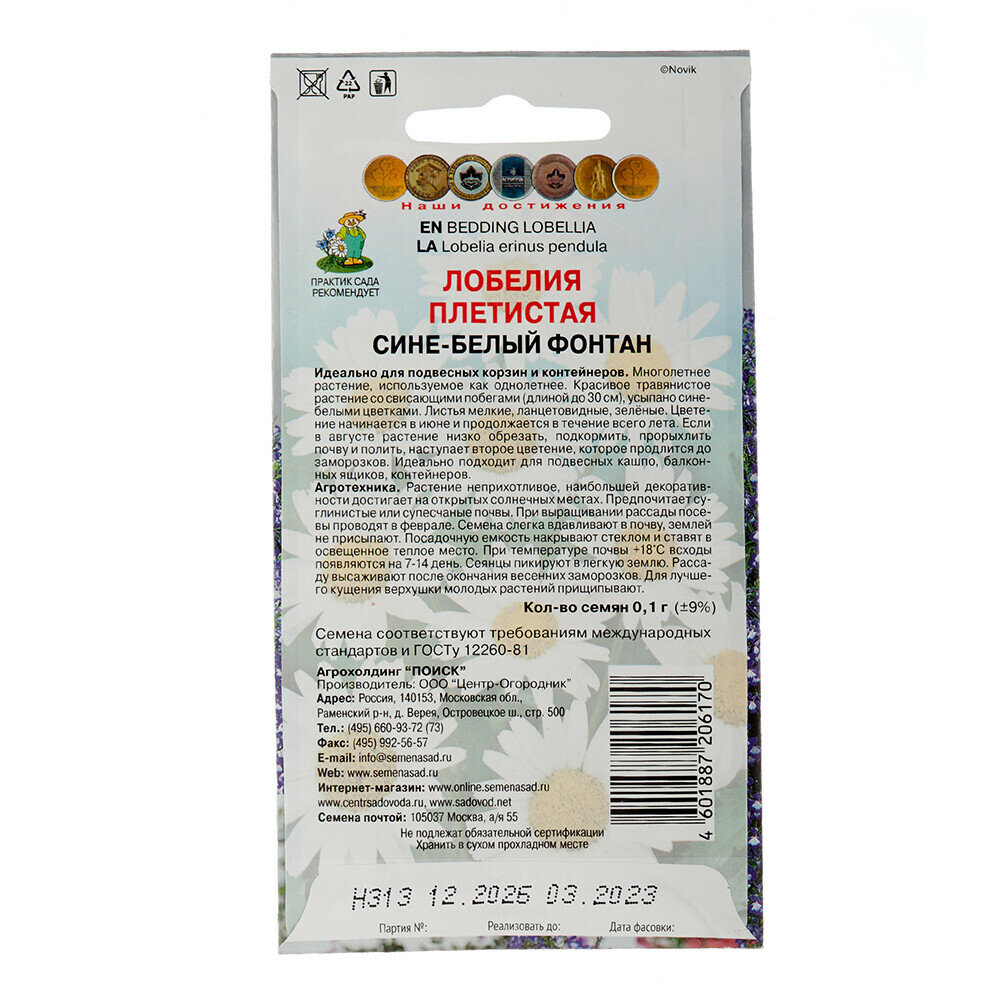 ©Novik
22
PAP
Наши достижения
EN BEDDING LOBELLIA
LA Lobelia erinus pendula
ПРАКТИК САДА
РЕКОМЕНДУЕТ
ЛОБЕЛИЯ
ПЛЕТИСТАЯ
СИНЕ-БЕЛЫЙ ФОНТАН
Идеально для подвесных корзин и контейнеров. Многолетнее
растение, используемое как однолетнее. Красивое травянистое
растение со свисающими побегами (длиной до 30 см), усыпано сине-
белыми цветками. Листья мелкие, ланцетовидные, зелёные. Цвете-
ние начинается в июне и продолжается в течение всего лета. Если
в августе растение низко обрезать, подкормить, прорыхлить
почву и полить, наступает второе цветение, которое продлится до
заморозков. Идеально подходит для подвесных кашпо, балкон-
ных ящиков, контейнеров.
Агротехника. Растение неприхотливое, наибольшей декоратив-
ности достигает на открытых солнечных местах. Предпочитает су-
глинистые или супесчаные почвы. При выращивании рассады посе-
вы проводят в феврале. Семена слегка вдавливают в почву, землей
не присыпают. Посадочную емкость накрывают стеклом и ставят в
освещенное теплое место. При температуре почвы +18°С всходы
появляются на 7-14 день. Сеянцы пикируют в легкую землю. Расса-
ду высаживают после окончания весенних заморозков. Для лучше-
го кущения верхушки молодых растений прищипывают.
Кол-во семян 0,1 г (±9%)
Семена соответствуют требованиям международных
стандартов и ГОСТу 12260-81
Агрохолдинг "ПОИСК"
Производитель: ООО "Центр-Огородник"
Адрес: Россия, 140153, Московская обл.,
Раменский р-н, д. Верея, Островецкое ш., стр. 500
Тел.: (495) 660-93-72 (73)
Факс: (495) 992-56-57
E-mail: info@semenasad.ru
Web: www.semenasad.ru
Интернет-магазин: www.online.semenasad.ru
www.centrsadovoda.ru, www.sadovod.net
Семена почтой: 105037 Москва, а/я 55
Не подлежат обязательной сертификации
Хранить в сухом прохладном месте
4 601887 206170
Н313 12.2026 03.2023
Партия №: Реализовать до: Дата фасовки: